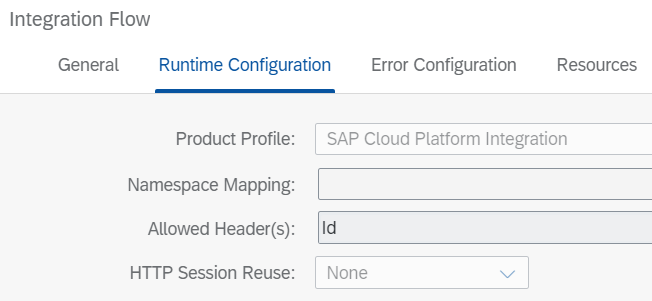 Integration Flow
General Runtime Configuration Error Configuration Resources
Product Profile: SAP Cloud Platform Integration
Namespace Mapping:
Allowed Header(s): Id
HTTP Session Reuse: None